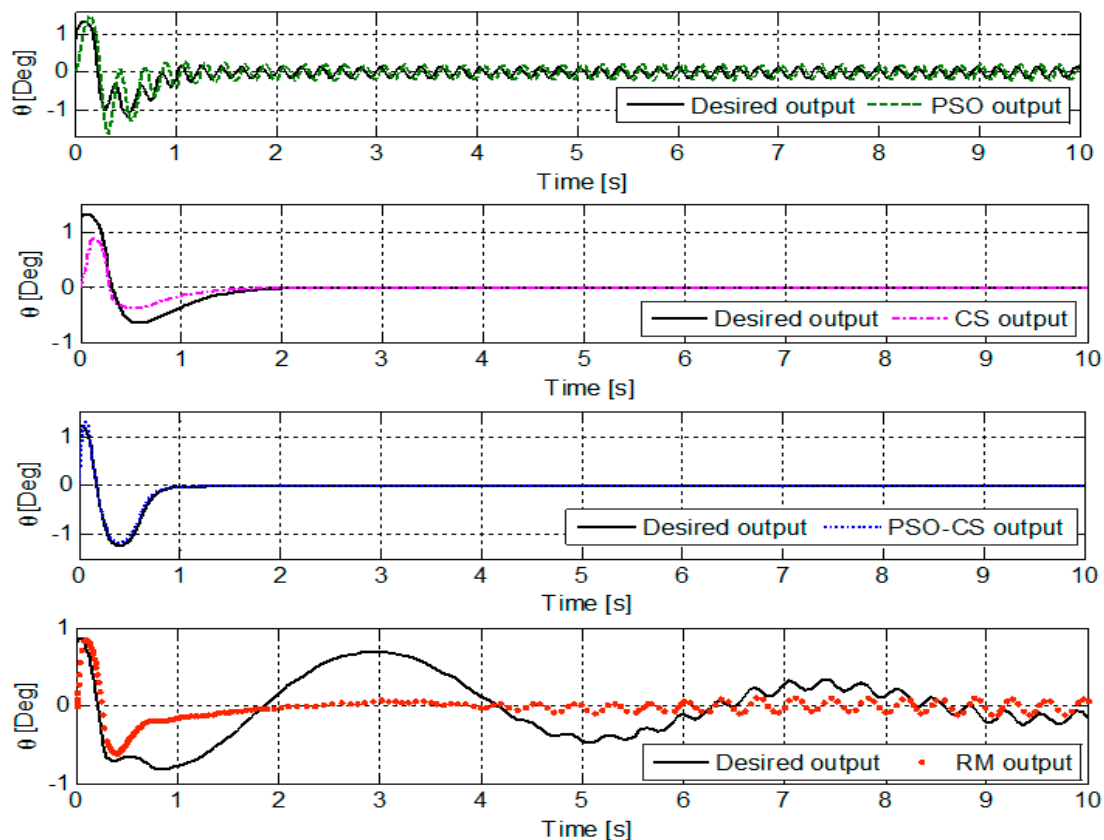 θ [Deg]
1
0
-1
Desired output
PSO output
0 1 2 3 4 5 6 7 8 9 10
Time [s]
θ [Deg]
1
0
-1
Desired output
CS output
0 1 2 3 4 5 6 7 8 9 10
Time [s]
θ [Deg]
1
0
-1
Desired output
PSO-CS output
0 1 2 3 4 5 6 7 8 9 10
Time [s]
θ [Deg]
1
0
-1
Desired output
RM output
0 1 2 3 4 5 6 7 8 9 10
Time [s]